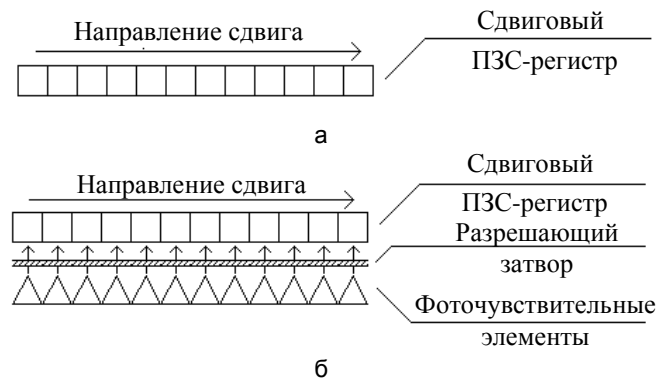 Направление сдвига
Сдвиговый
ПЗС-регистр
а
Направление сдвига
Сдвиговый
ПЗС-регистр
Разрешающий
затвор
Фоточувствительные
элементы
б